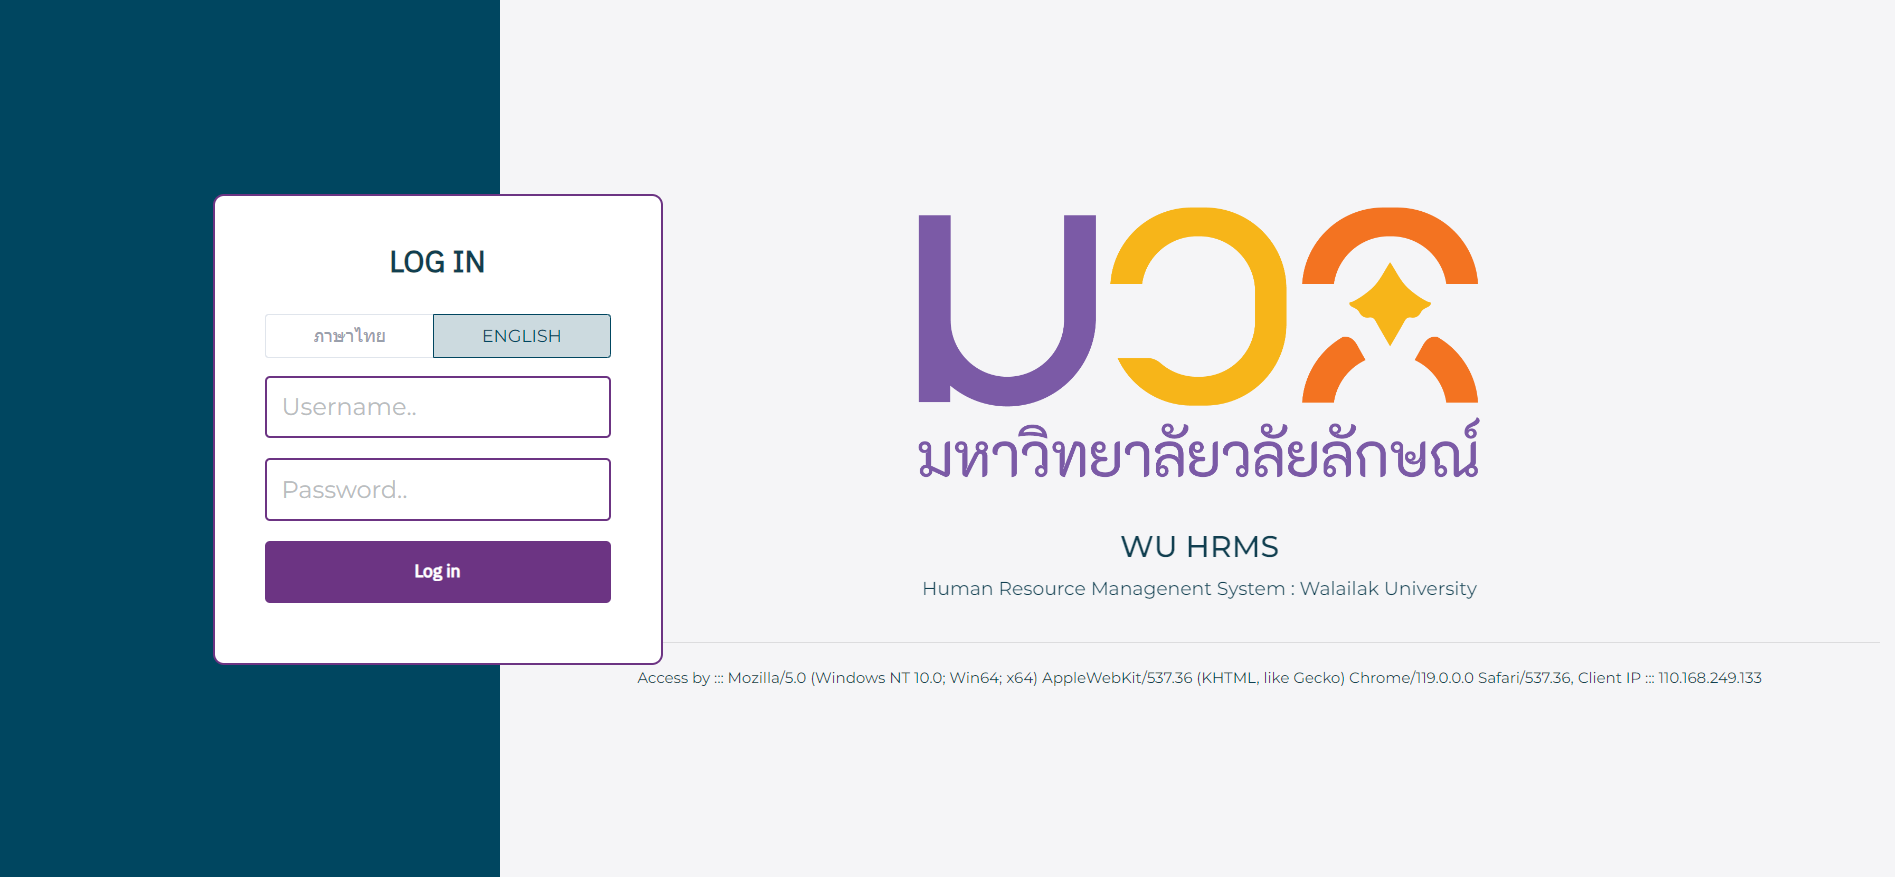 LOG IN
ภาษาไทย
ENGLISH
Username..
Password..
Log in
มวล
มหาวิทยาลัยวลัยลักษณ์
WU HRMS
Human Resource Managenent System : Walailak University
Access by ::: Mozilla/5.0 (Windows NT 10.0; Win64; x64) AppleWebKit/537.36 (KHTML, like Gecko) Chrome/119.0.0.0 Safari/537.36, Client IP ::: 110.168.249.133